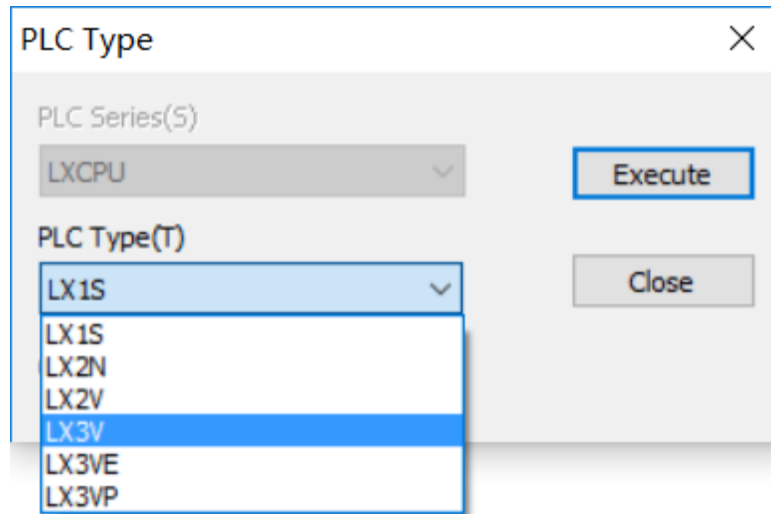 PLC Type
PLC Series(S)
LXCPU
Execute
PLC Type(T)
LX1S
Close
LX1S
LX2N
LX2V
LX3V
LX3VE
LX3VP